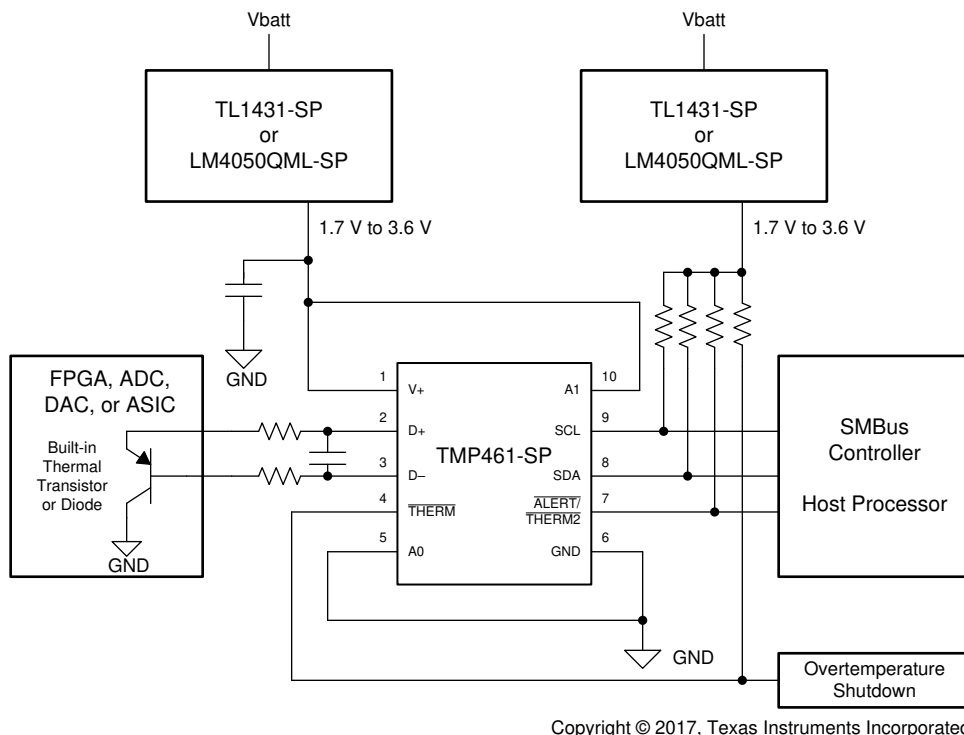 Vbatt
Vbatt
TL1431-SP
or
LM4050QML-SP
TL1431-SP
or
LM4050QML-SP
1.7 V to 3.6 V
1.7 V to 3.6 V
GND
FPGA, ADC,
DAC, or ASIC
Built-in
Thermal
Transistor
or Diode
GND
1
V+
2
D+
3
D−
4
THERM
5
A0
TMP461-SP
10
A1
9
SCL
8
SDA
7
ALERT/
THERM2
6
GND
GND
SMBus
Controller
Host Processor
Overtemperature
Shutdown
Copyright © 2017, Texas Instruments Incorporated